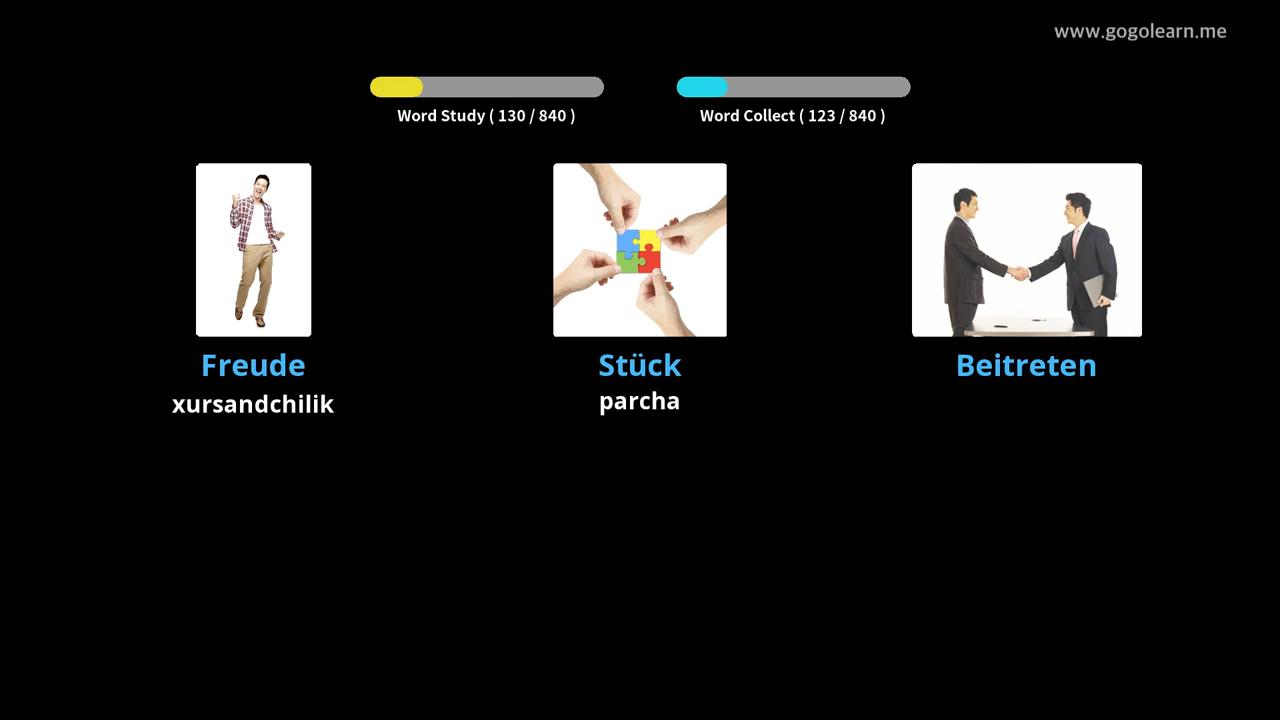 www.gogolearn.me
Word Study ( 130 / 840 )
Word Collect ( 123 / 840 )
Freude
xursandchilik
Stück
parcha
Beitreten